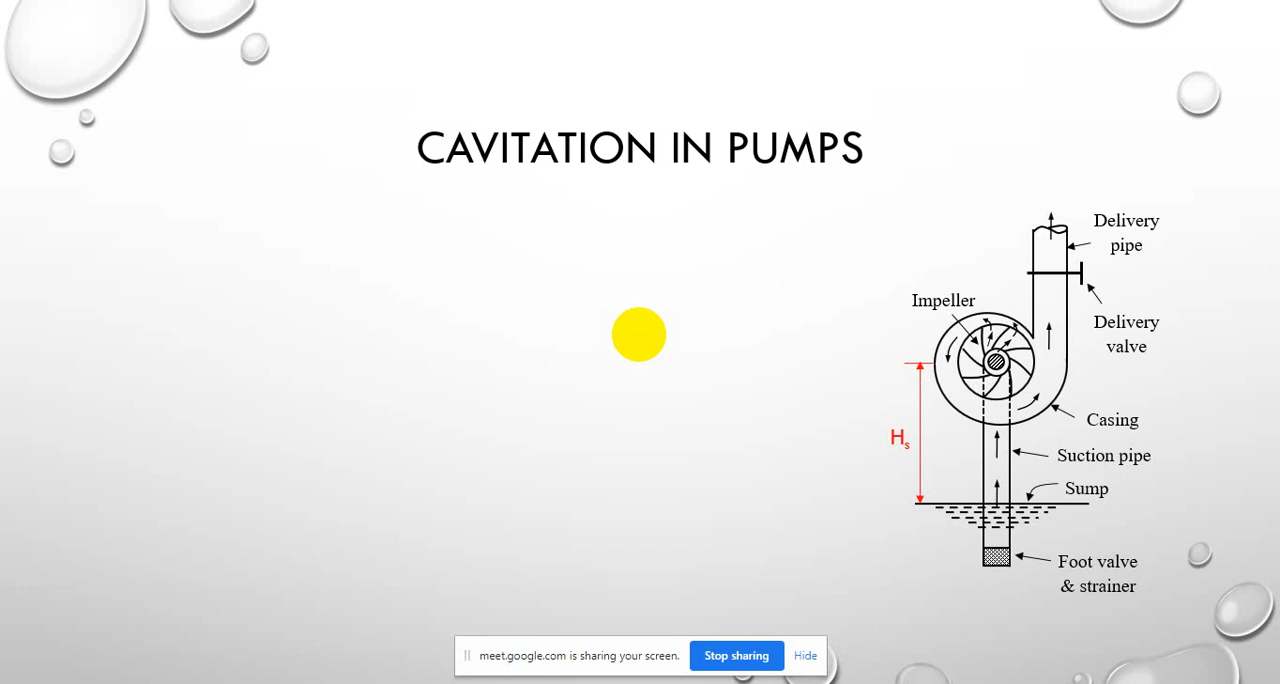 CAVITATION IN PUMPS
Delivery
pipe
Impeller
Delivery
valve
Casing
Hs
Suction pipe
Sump
Foot valve
& strainer
meet.google.com is sharing your screen. Stop sharing Hide